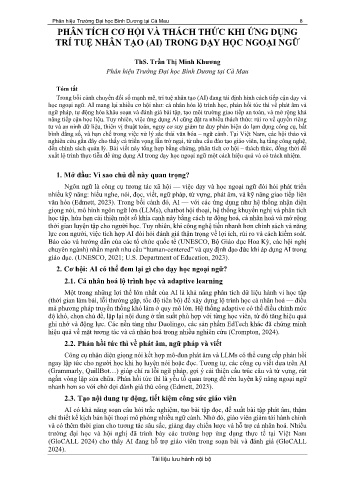 Phân hiệu Trường Đại học Bình Dương tại Cà Mau 6
PHÂN TÍCH CƠ HỘI VÀ THÁCH THỨC KHI ỨNG DỤNG
TRÍ TUỆ NHÂN TẠO (AI) TRONG DẠY HỌC NGOẠI NGỮ
ThS. Trần Thị Minh Khương
Phân hiệu Trường Đại học Bình Dương tại Cà Mau
Tóm tắt
Trong bối cảnh chuyển đổi số mạnh mẽ, trí tuệ nhân tạo (AI) đang tái định hình cách tiếp cận dạy và
học ngoại ngữ. AI mang lại nhiều cơ hội như: cá nhân hóa lộ trình học, phản hồi tức thì về phát âm và
ngữ pháp, tự động hóa khâu soạn và đánh giá bài tập, tạo môi trường giao tiếp an toàn, và mở rộng khả
năng tiếp cận học liệu. Tuy nhiên, việc ứng dụng AI cũng đặt ra nhiều thách thức: rủi ro về quyền riêng
tư và an ninh dữ liệu, thiên vị thuật toán, nguy cơ suy giảm tư duy phản biện do lạm dụng công cụ, bất
bình đẳng số, và hạn chế trong việc xử lý sắc thái văn hóa – ngữ cảnh. Tại Việt Nam, các hội thảo và
nghiên cứu gần đây cho thấy cả triển vọng lẫn trở ngại, từ nhu cầu đào tạo giáo viên, hạ tầng công nghệ,
đến chính sách quản lý. Bài viết này tổng hợp bằng chứng, phân tích cơ hội – thách thức, đồng thời đề
xuất lộ trình thực tiễn để ứng dụng AI trong dạy học ngoại ngữ một cách hiệu quả và có trách nhiệm.
1. Mở đầu: Vì sao chủ đề này quan trọng?
Ngôn ngữ là công cụ tương tác xã hội — việc dạy và học ngoại ngữ đòi hỏi phát triển
nhiều kỹ năng: hiểu nghe, nói, đọc, viết, ngữ pháp, từ vựng, phát âm, và kỹ năng giao tiếp liên
văn hóa (Edmett, 2023). Trong bối cảnh đó, AI — với các ứng dụng như hệ thống nhận diện
giọng nói, mô hình ngôn ngữ lớn (LLMs), chatbot hội thoại, hệ thống khuyến nghị và phân tích
học tập, hứa hẹn cải thiện một số khía cạnh này bằng cách tự động hoá, cá nhân hoá và mở rộng
thời gian luyện tập cho người học. Tuy nhiên, khi công nghệ tiến nhanh hơn chính sách và năng
lực con người, việc tích hợp AI đòi hỏi đánh giá thận trọng về lợi ích, rủi ro và cách kiểm soát.
Báo cáo và hướng dẫn của các tổ chức quốc tế (UNESCO, Bộ Giáo dục Hoa Kỳ, các hội nghị
chuyên ngành) nhấn mạnh nhu cầu “human-centered” và quy định đạo đức khi áp dụng AI trong
giáo dục. (UNESCO, 2021; U.S. Department of Education, 2023).
2. Cơ hội: AI có thể đem lại gì cho dạy học ngoại ngữ?
2.1. Cá nhân hoá lộ trình học và adaptive learning
Một trong những lợi thế lớn nhất của AI là khả năng phân tích dữ liệu hành vi học tập
(thời gian làm bài, lỗi thường gặp, tốc độ tiến bộ) để xây dựng lộ trình học cá nhân hoá — điều
mà phương pháp truyền thống khó làm ở quy mô lớn. Hệ thống adaptive có thể điều chỉnh mức
độ khó, chọn chủ đề, lặp lại nội dung ở tần suất phù hợp với từng học viên, từ đó tăng hiệu quả
ghi nhớ và động lực. Các nền tảng như Duolingo, các sản phẩm EdTech khác đã chứng minh
hiệu quả về mặt tương tác và cá nhân hoá trong nhiều nghiên cứu (Crompton, 2024).
2.2. Phản hồi tức thì về phát âm, ngữ pháp và viết
Công cụ nhận diện giọng nói kết hợp mô-đun phát âm và LLMs có thể cung cấp phản hồi
ngay lập tức cho người học khi họ luyện nói hoặc đọc. Tương tự, các công cụ viết dựa trên AI
(Grammarly, QuillBot…) giúp chỉ ra lỗi ngữ pháp, gợi ý cải thiện cấu trúc câu và từ vựng, rút
ngắn vòng lặp sửa chữa. Phản hồi tức thì là yếu tố quan trọng để rèn luyện kỹ năng ngoại ngữ
nhanh hơn so với chờ đợi đánh giá thủ công (Edmett, 2023).
2.3. Tạo nội dung tự động, tiết kiệm công sức giáo viên
AI có khả năng soạn câu hỏi trắc nghiệm, tạo bài tập đọc, đề xuất bài tập phát âm, thậm
chí thiết kế kịch bản hội thoại mô phỏng nhiều ngữ cảnh. Nhờ đó, giáo viên giảm tải hành chính
và có thêm thời gian cho tương tác sâu sắc, giảng dạy chiến lược và hỗ trợ cá nhân hoá. Nhiều
trường đại học và hội nghị đã trình bày các trường hợp ứng dụng thực tế tại Việt Nam
(GloCALL 2024) cho thấy AI đang hỗ trợ giáo viên trong soạn bài và đánh giá (GloCALL
2024).
Tài liệu lưu hành nội bộ